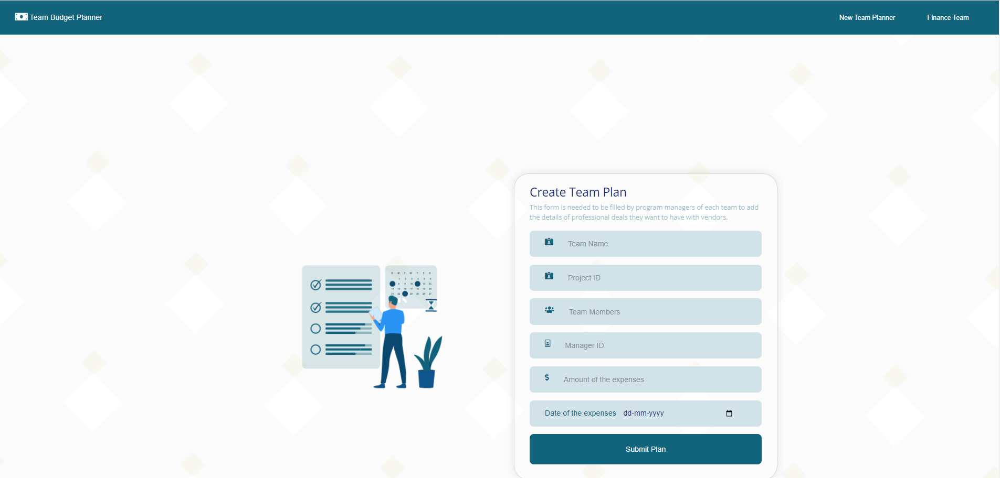 Team Budget Planner
New Team Planner
Finance Team
Create Team Plan
This form is needed to be filled by program managers of each team to add
the details of professional deals they want to have with vendors.
Team Name
Project ID
Team Members
Manager ID
Amount of the expenses
Date of the expenses dd-mm-yyyy
Submit Plan